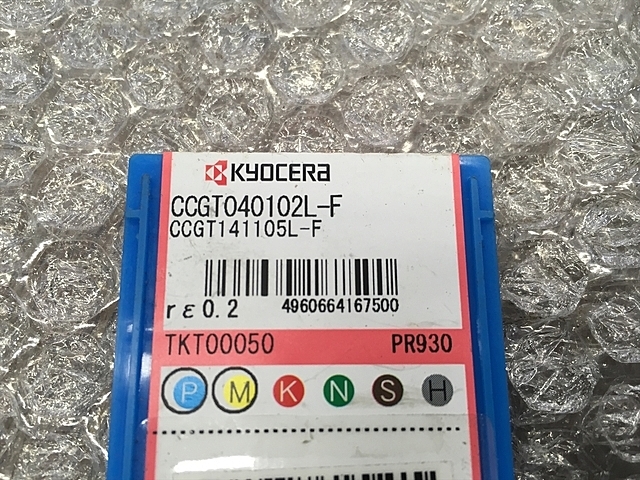 KYOCERA
CCGT040102L-F
CCGT141105L-F
rε0.2 4960664167500
TKT00050 PR930
P M K N S H